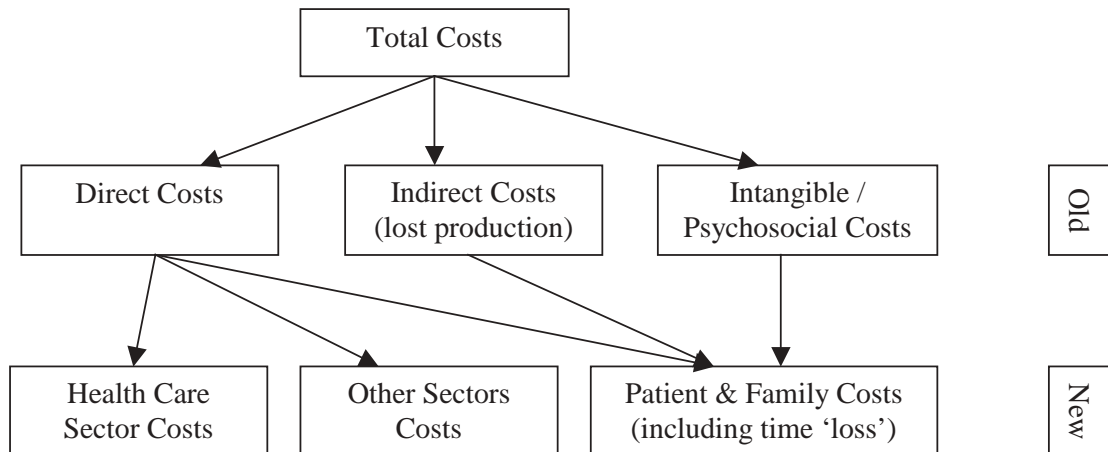 Total Costs
Direct Costs
Indirect Costs
(lost production)
Intangible /
Psychosocial Costs
Old
Health Care
Sector Costs
Other Sectors
Costs
Patient & Family Costs
(including time ‘loss’)
New